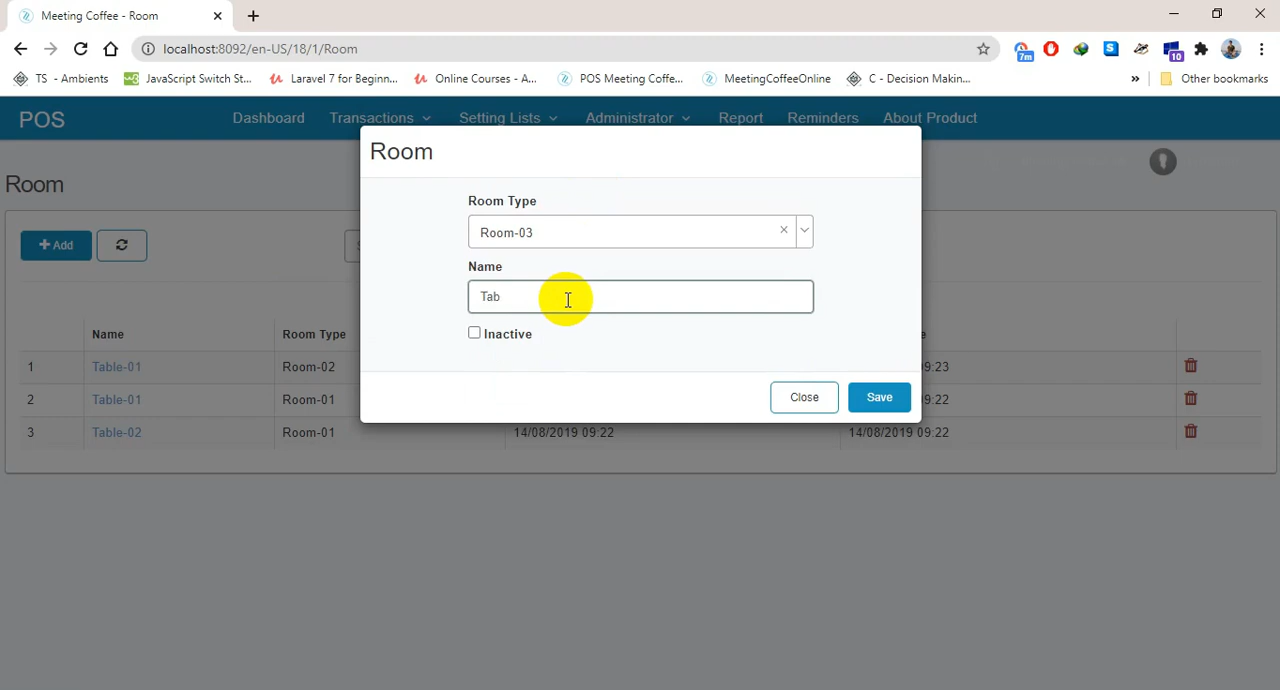 Meeting Coffee - Room
localhost:8092/en-US/18/1/Room
7m
S
10
TS - Ambients
JavaScript Switch St...
Laravel 7 for Beginn...
Online Courses - A...
POS Meeting Coffe...
MeetingCoffeeOnline
C - Decision Makin...
»
Other bookmarks
POS
Dashboard
Transactions
Setting Lists
Administrator
Report
Reminders
About Product
Room
Add
Name
Room Type
1
Table-01
Room-02
09:23
2
Table-01
Room-01
09:22
3
Table-02
Room-01
14/08/2019 09:22
14/08/2019 09:22
Room
Room Type
Room-03
Name
Tab
Inactive
Close
Save